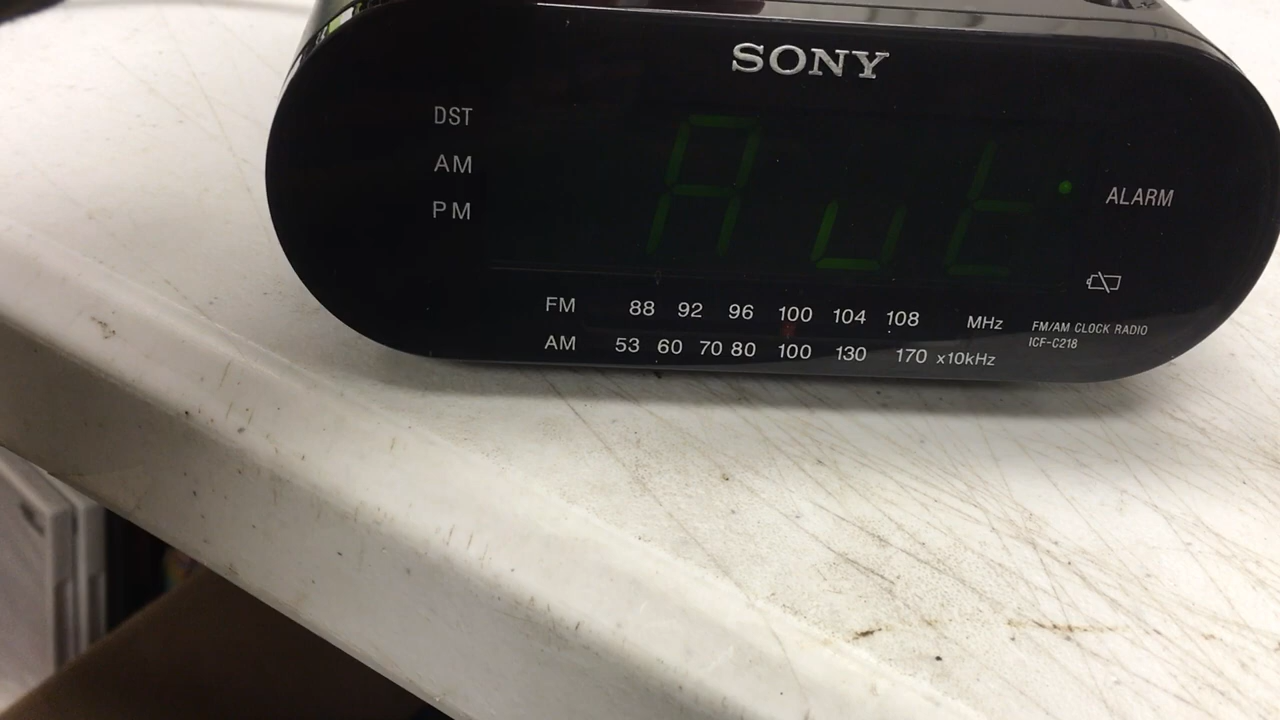 SONY
DST
AM
PM
Aut
ALARM
FM 88 92 96 100 104 108 MHz
AM 53 60 70 80 100 130 170 x10kHz
FM/AM CLOCK RADIO
ICF-C218